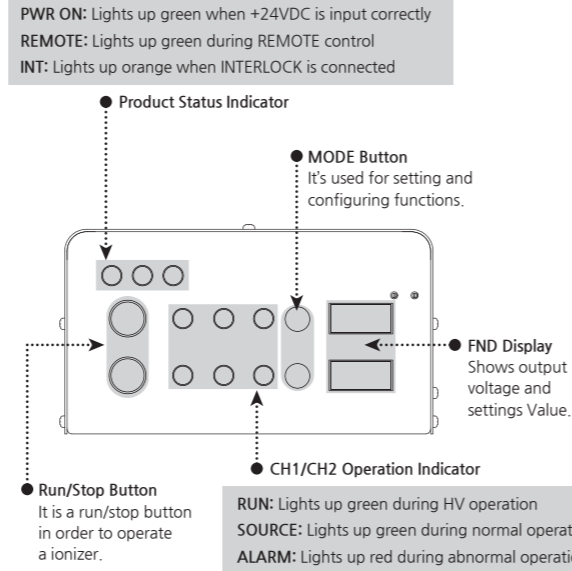 PWR ON: Lights up green when +24VDC is input correctly
REMOTE: Lights up green during REMOTE control
INT: Lights up orange when INTERLOCK is connected
Product Status Indicator
MODE Button
It's used for setting and
configuring functions.
FND Display
Shows output
voltage and
settings Value.
CH1/CH2 Operation Indicator
Run/Stop Button
It is a run/stop button
in order to operate
a ionizer.
RUN: Lights up green during HV operation
SOURCE: Lights up green during normal
ALARM: Lights up red during abnormal